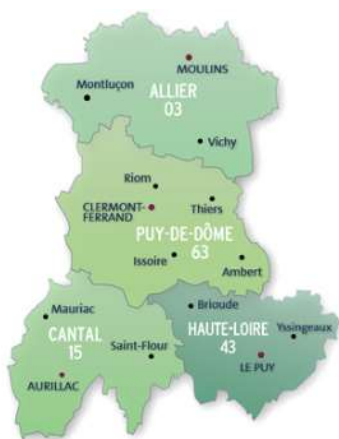 MOULINS
Montluçon
ALLIER
03
Vichy
Riom
CLERMONT-
FERRAND
Thiers
PUY-DE-DÔME
63
Issoire
Ambert
Mauriac
CANTAL
15
Saint-Flour
AURILLAC
Brioude
HAUTE-LOIRE
43
Yssingeaux
LE PUY